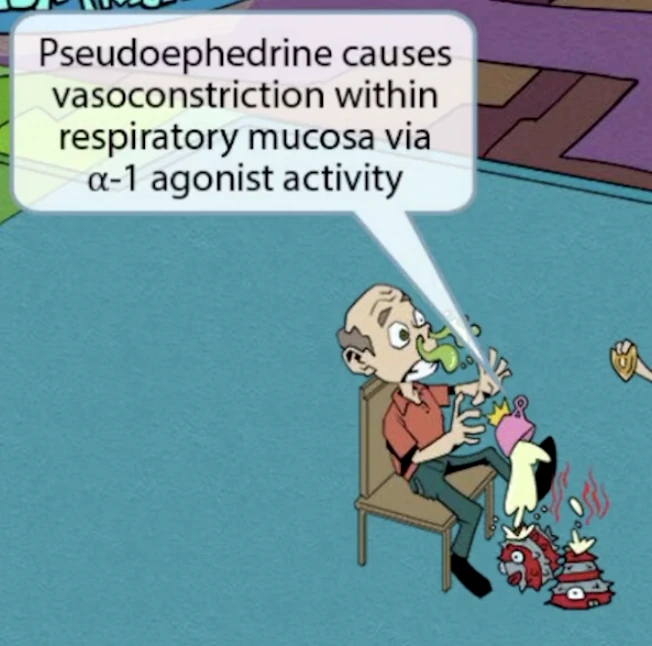 Pseudoephedrine causes
vasoconstriction within
respiratory mucosa via
α-1 agonist activity